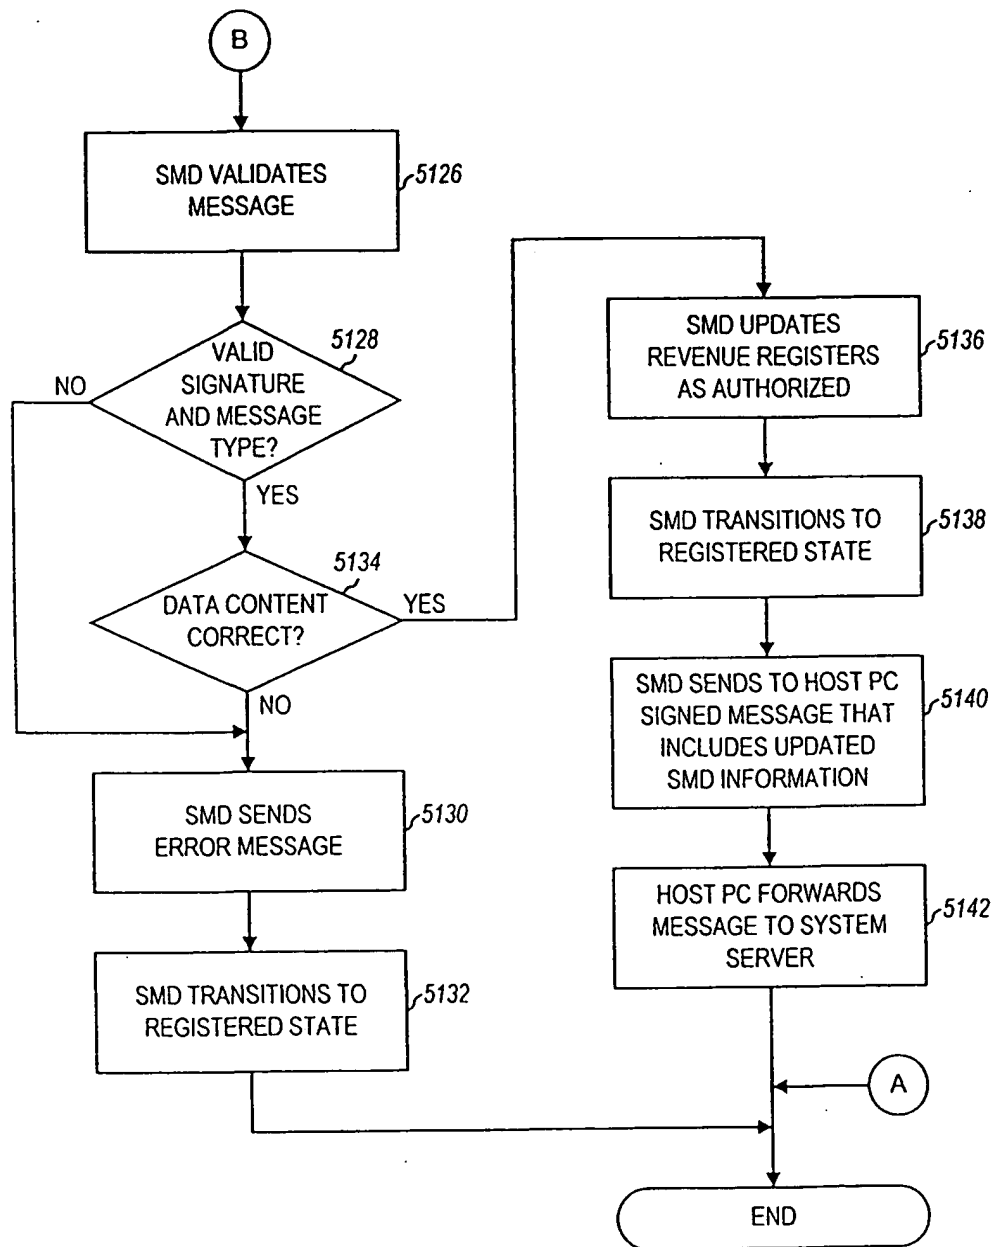 B
SMD VALIDATES
MESSAGE
5126
VALID
SIGNATURE
AND MESSAGE
TYPE?
5128
NO
YES
DATA CONTENT
CORRECT?
5134
YES
NO
SMD SENDS
ERROR MESSAGE
5130
SMD TRANSITIONS TO
REGISTERED STATE
5132
SMD UPDATES
REVENUE REGISTERS
AS AUTHORIZED
5136
SMD TRANSITIONS TO
REGISTERED STATE
5138
SMD SENDS TO HOST PC
SIGNED MESSAGE THAT
INCLUDES UPDATED
SMD INFORMATION
5140
HOST PC FORWARDS
MESSAGE TO SYSTEM
SERVER
5142
A
END